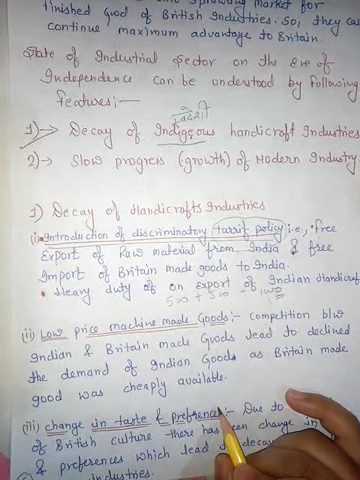 finished Good of British Industries. So, they can
continue maximum advantage to Britain.
State of Industrial Sector on the eve of
Independence can be understood by following
features:—
1) → Decay of Indigeous handicraft Industries
2) → Slow progress (growth) of Modern Industry
1) Decay of Handicrafts Industries
(i) Introduction of discriminatory tarrif policy i.e., • free
Export of Raw material from India & free
Import of Britain made goods to India.
• Heavy duty of on export of Indian Handicraft
500 + 500 = 1000
(ii) Low price machine made Goods:- competition b/w
Indian & Britain made Goods lead to declined
the demand of Indian Goods as Britain made
good was cheaply available.
(iii) change in taste & preferences:- Due to
of British culture there has been change in
& preferences which lead to decay
Industries.